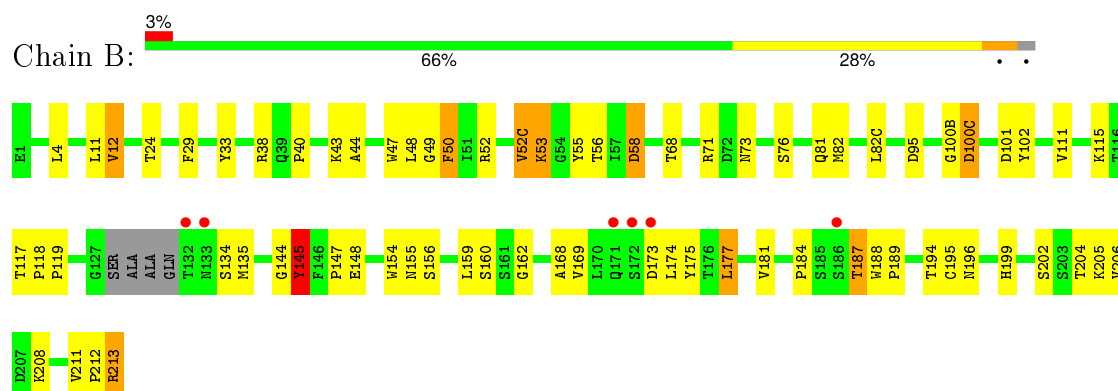 3%
Chain B:
66% 28% • •
E1 L4 L11 V12 T24 F29 Y33 R38 Q39 P40 K43 A44 W47 L48 G49 F50 I51 R52 V52C K53 G54 Y55 T56 I57 D58 T68 R71 D72 N73 S76 Q81 M82 L82C D95 G100B D100C D101 Y102 V111 K115 T116
T117 P118 P119 G127 SER ALA ALA GLN T132 N133 S134 M135 G144 Y145 F146 P147 E148 W154 N155 S156 L159 S160 S161 G162 A168 V169 L170 Q171 S172 D173 L174 Y175 T176 L177 V181 P184 S185 S186 T187 W188 P189 T194 C195 N196 H199 S202 S203 T204 K205 V206
D207 K208 V211 P212 R213